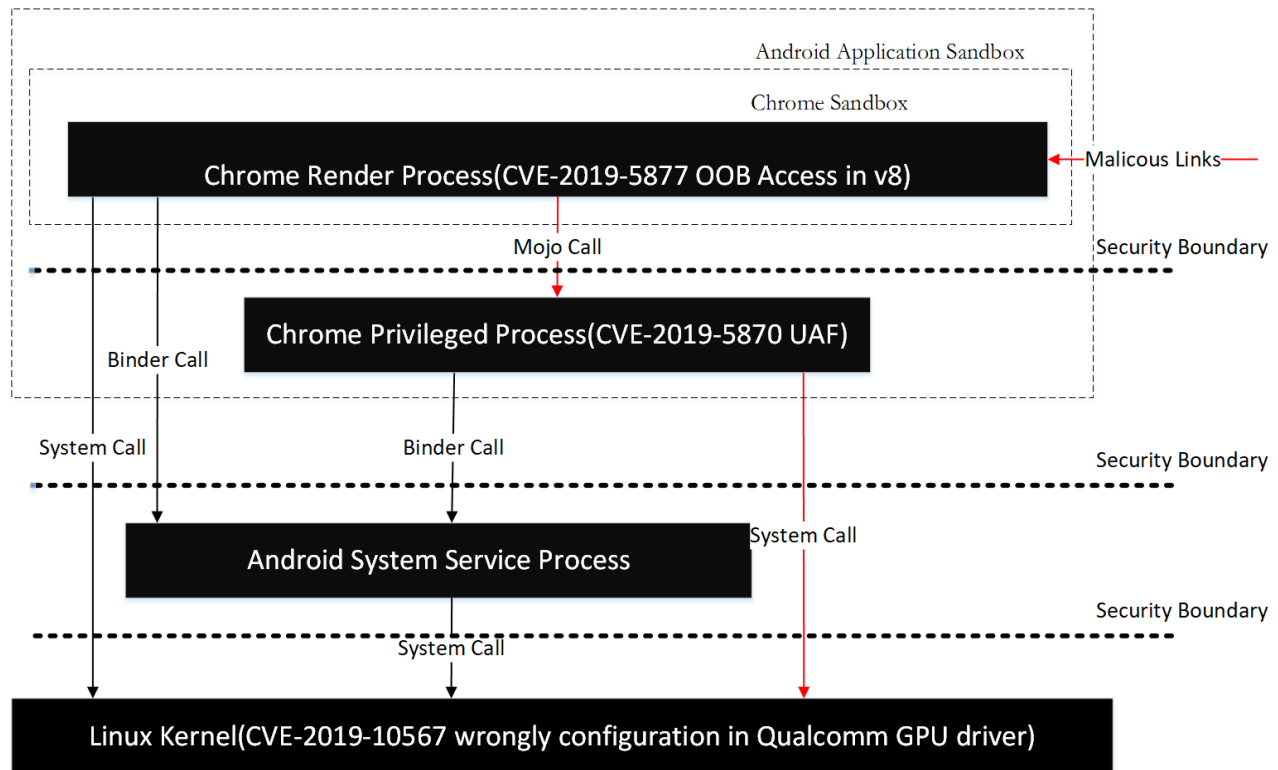 Android Application Sandbox
Chrome Sandbox
Chrome Render Process(CVE-2019-5877 OOB Access in v8)
Malicous Links
Mojo Call
Security Boundary
Chrome Privileged Process(CVE-2019-5870 UAF)
Binder Call
System Call
Binder Call
Security Boundary
System Call
Android System Service Process
Security Boundary
System Call
Linux Kernel(CVE-2019-10567 wrongly configuration in Qualcomm GPU driver)